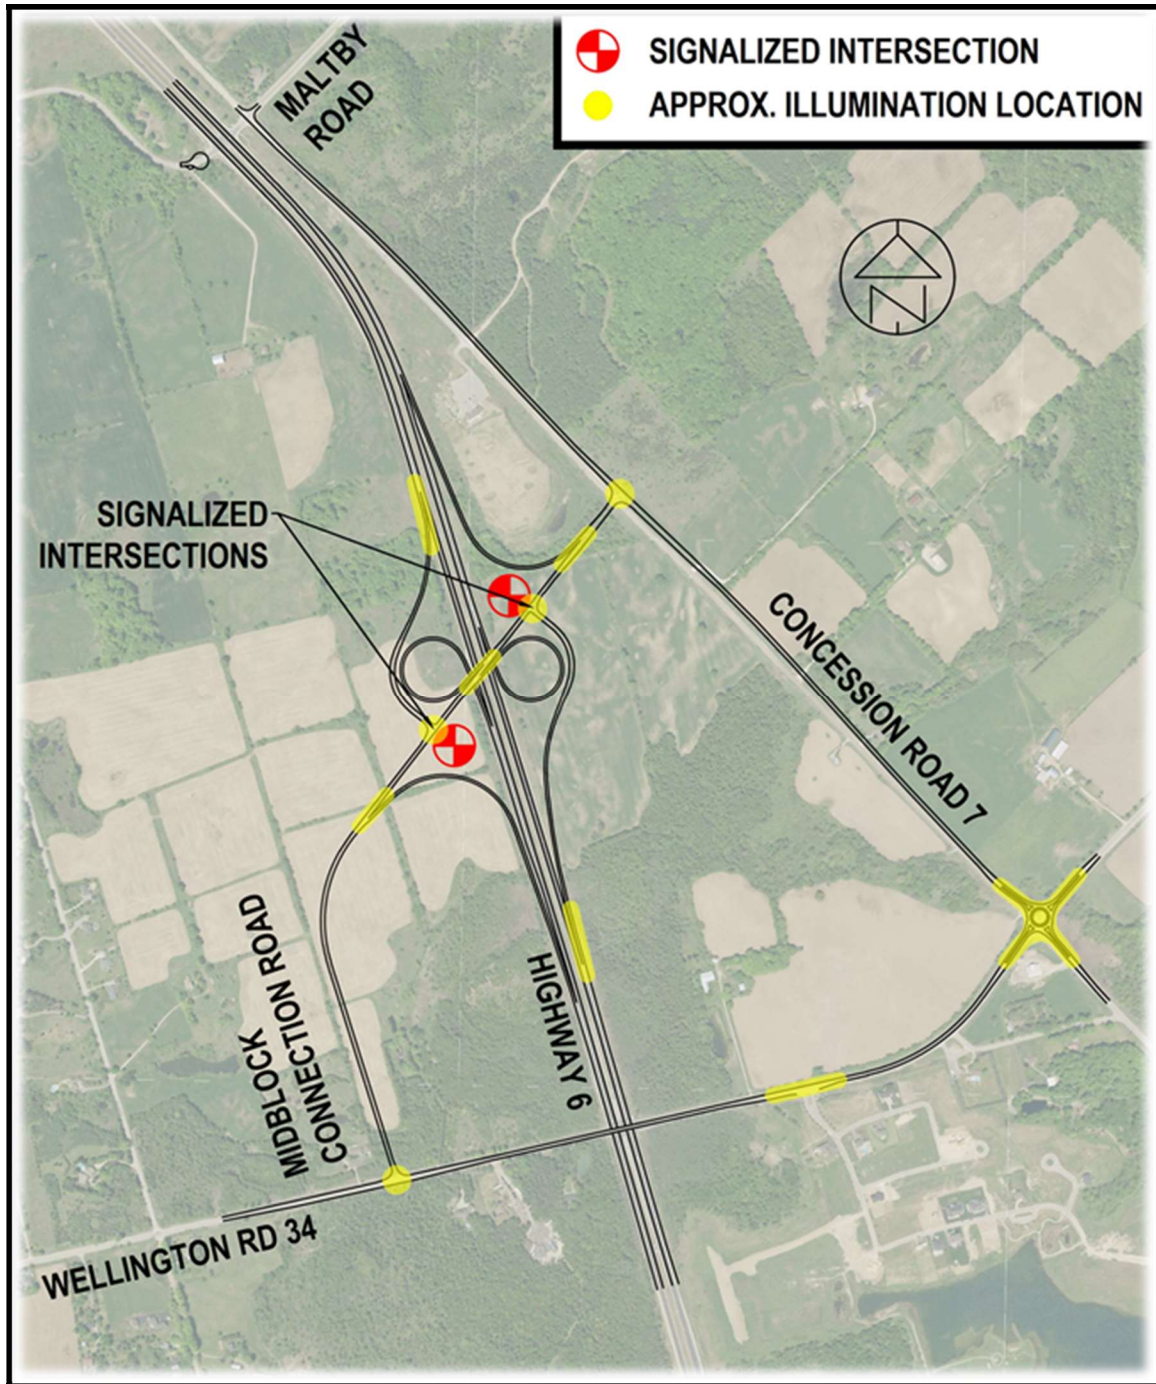 SIGNALIZED INTERSECTION
APPROX. ILLUMINATION LOCATION
MALTBY
ROAD
N
SIGNALIZED
INTERSECTIONS
CONCESSION ROAD 7
MIDBLOCK
CONNECTION ROAD
HIGHWAY 6
WELLINGTON RD 34